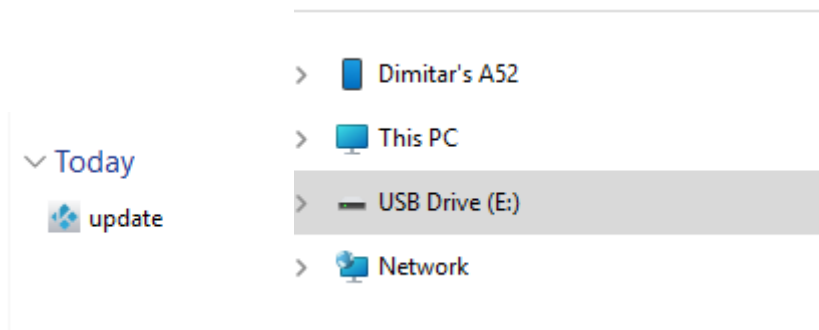 Today
update
Dimitar's A52
This PC
USB Drive (E:)
Network